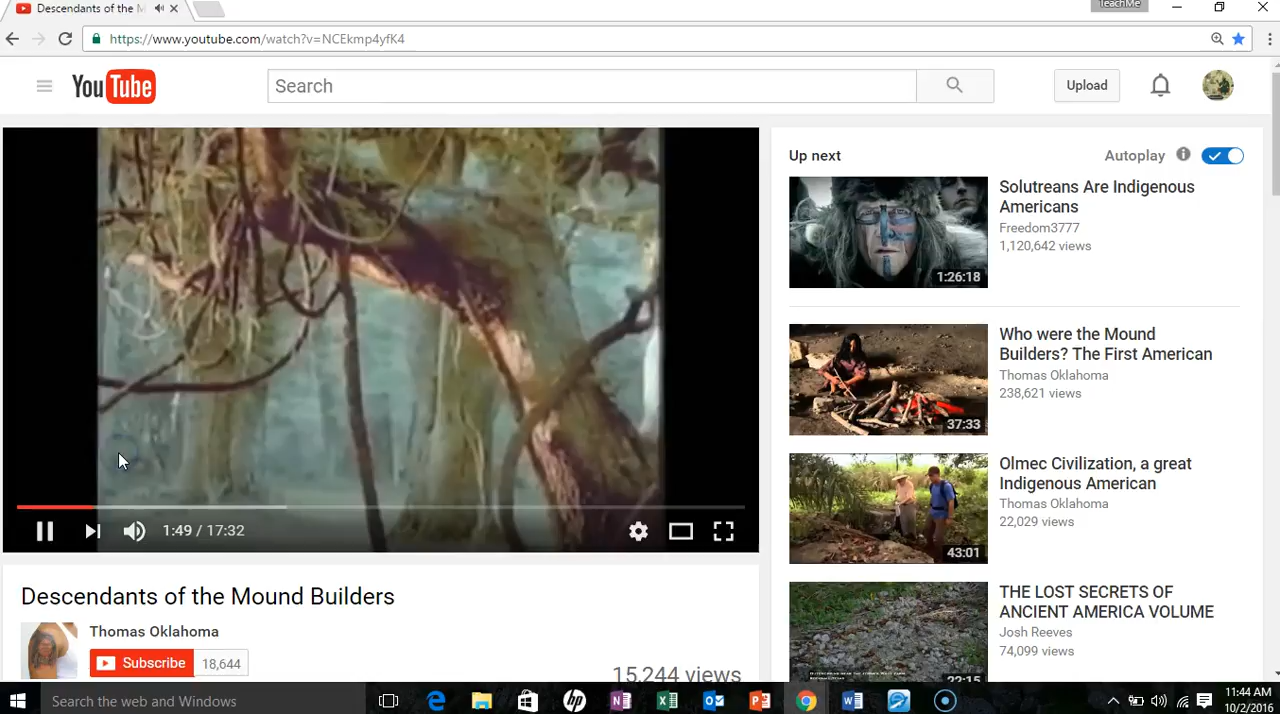 Descendants of the M
TeachMe
https://www.youtube.com/watch?v=NCEkmp4yfK4
YouTube
Search
Upload
1:49 / 17:32
Descendants of the Mound Builders
Thomas Oklahoma
Subscribe
18,644
15,244 views
Up next
Autoplay
Solutreans Are Indigenous
Americans
Freedom3777
1,120,642 views
1:26:18
Who were the Mound
Builders? The First American
Thomas Oklahoma
238,621 views
37:33
Olmec Civilization, a great
Indigenous American
Thomas Oklahoma
22,029 views
43:01
THE LOST SECRETS OF
ANCIENT AMERICA VOLUME
Josh Reeves
74,099 views
22:15
Search the web and Windows
11:44 AM
10/2/2016